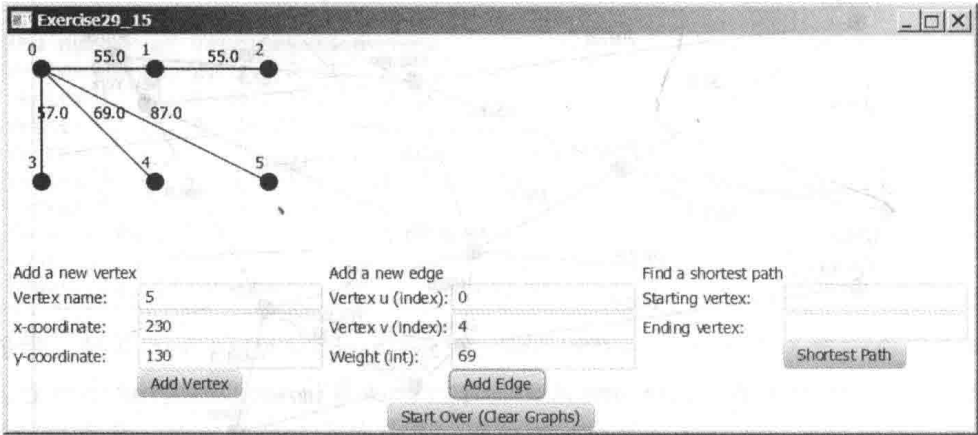 Exercise29_15
0 55.0 1 55.0 2
57.0 69.0 87.0
3 4 5
Add a new vertex Add a new edge Find a shortest path
Vertex name: 5 Vertex u (index): 0 Starting vertex:
x-coordinate: 230 Vertex v (index): 4 Ending vertex:
y-coordinate: 130 Weight (int): 69 Shortest Path
Add Vertex Add Edge
Start Over (Clear Graphs)